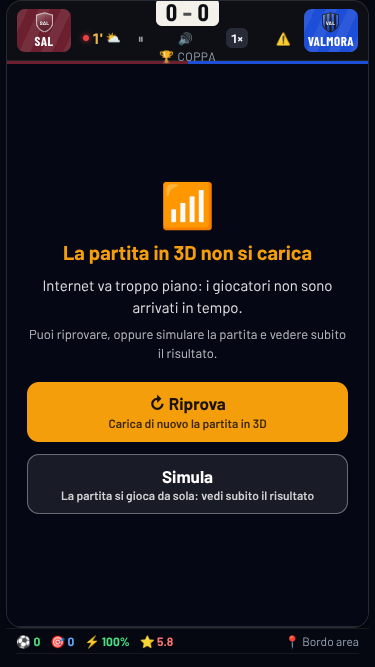 0 - 0
SAL
1'
1×
VALMORA
COPPA
La partita in 3D non si carica
Internet va troppo piano: i giocatori non sono
arrivati in tempo.
Puoi riprovare, oppure simulare la partita e vedere subito
il risultato.
↻ Riprova
Carica di nuovo la partita in 3D
Simula
La partita si gioca da sola: vedi subito il risultato
0 0 100% 5.8 Bordo area